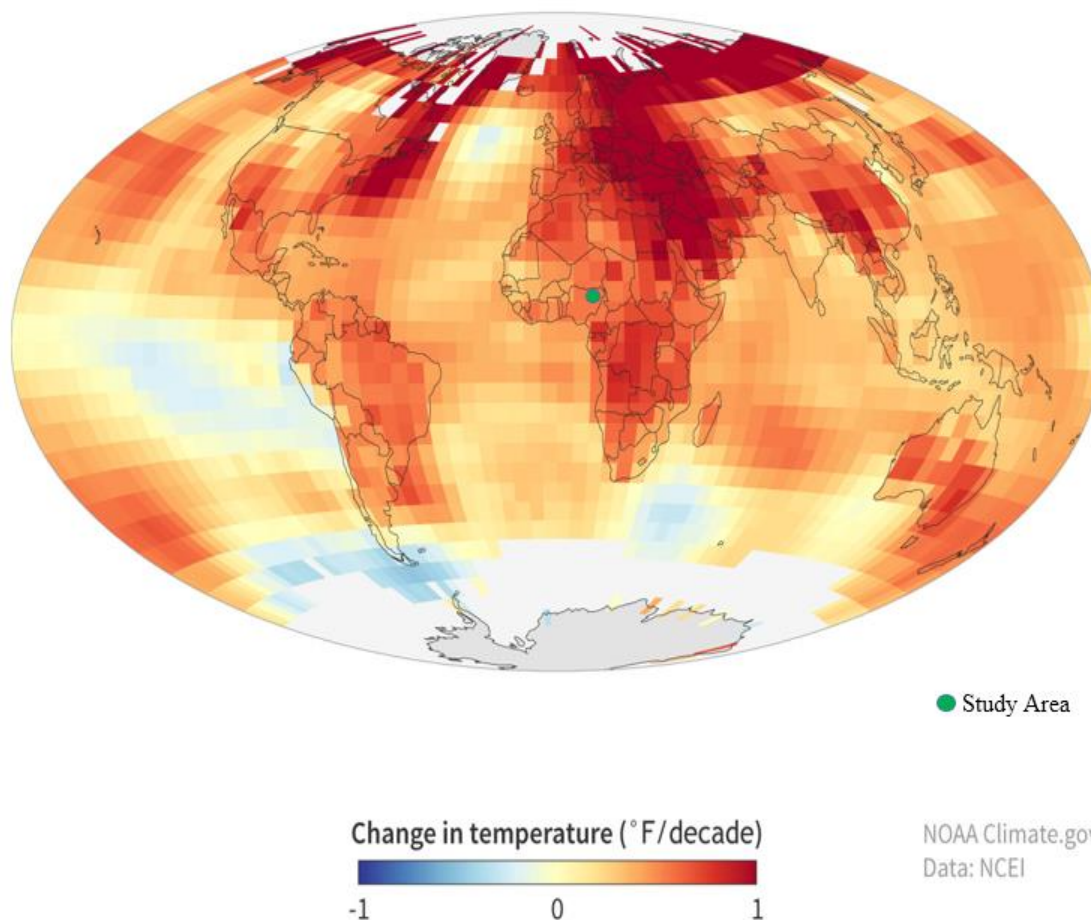 Study Area
Change in temperature (°F/decade)
-1 0 1
NOAA Climate.gov
Data: NCEI